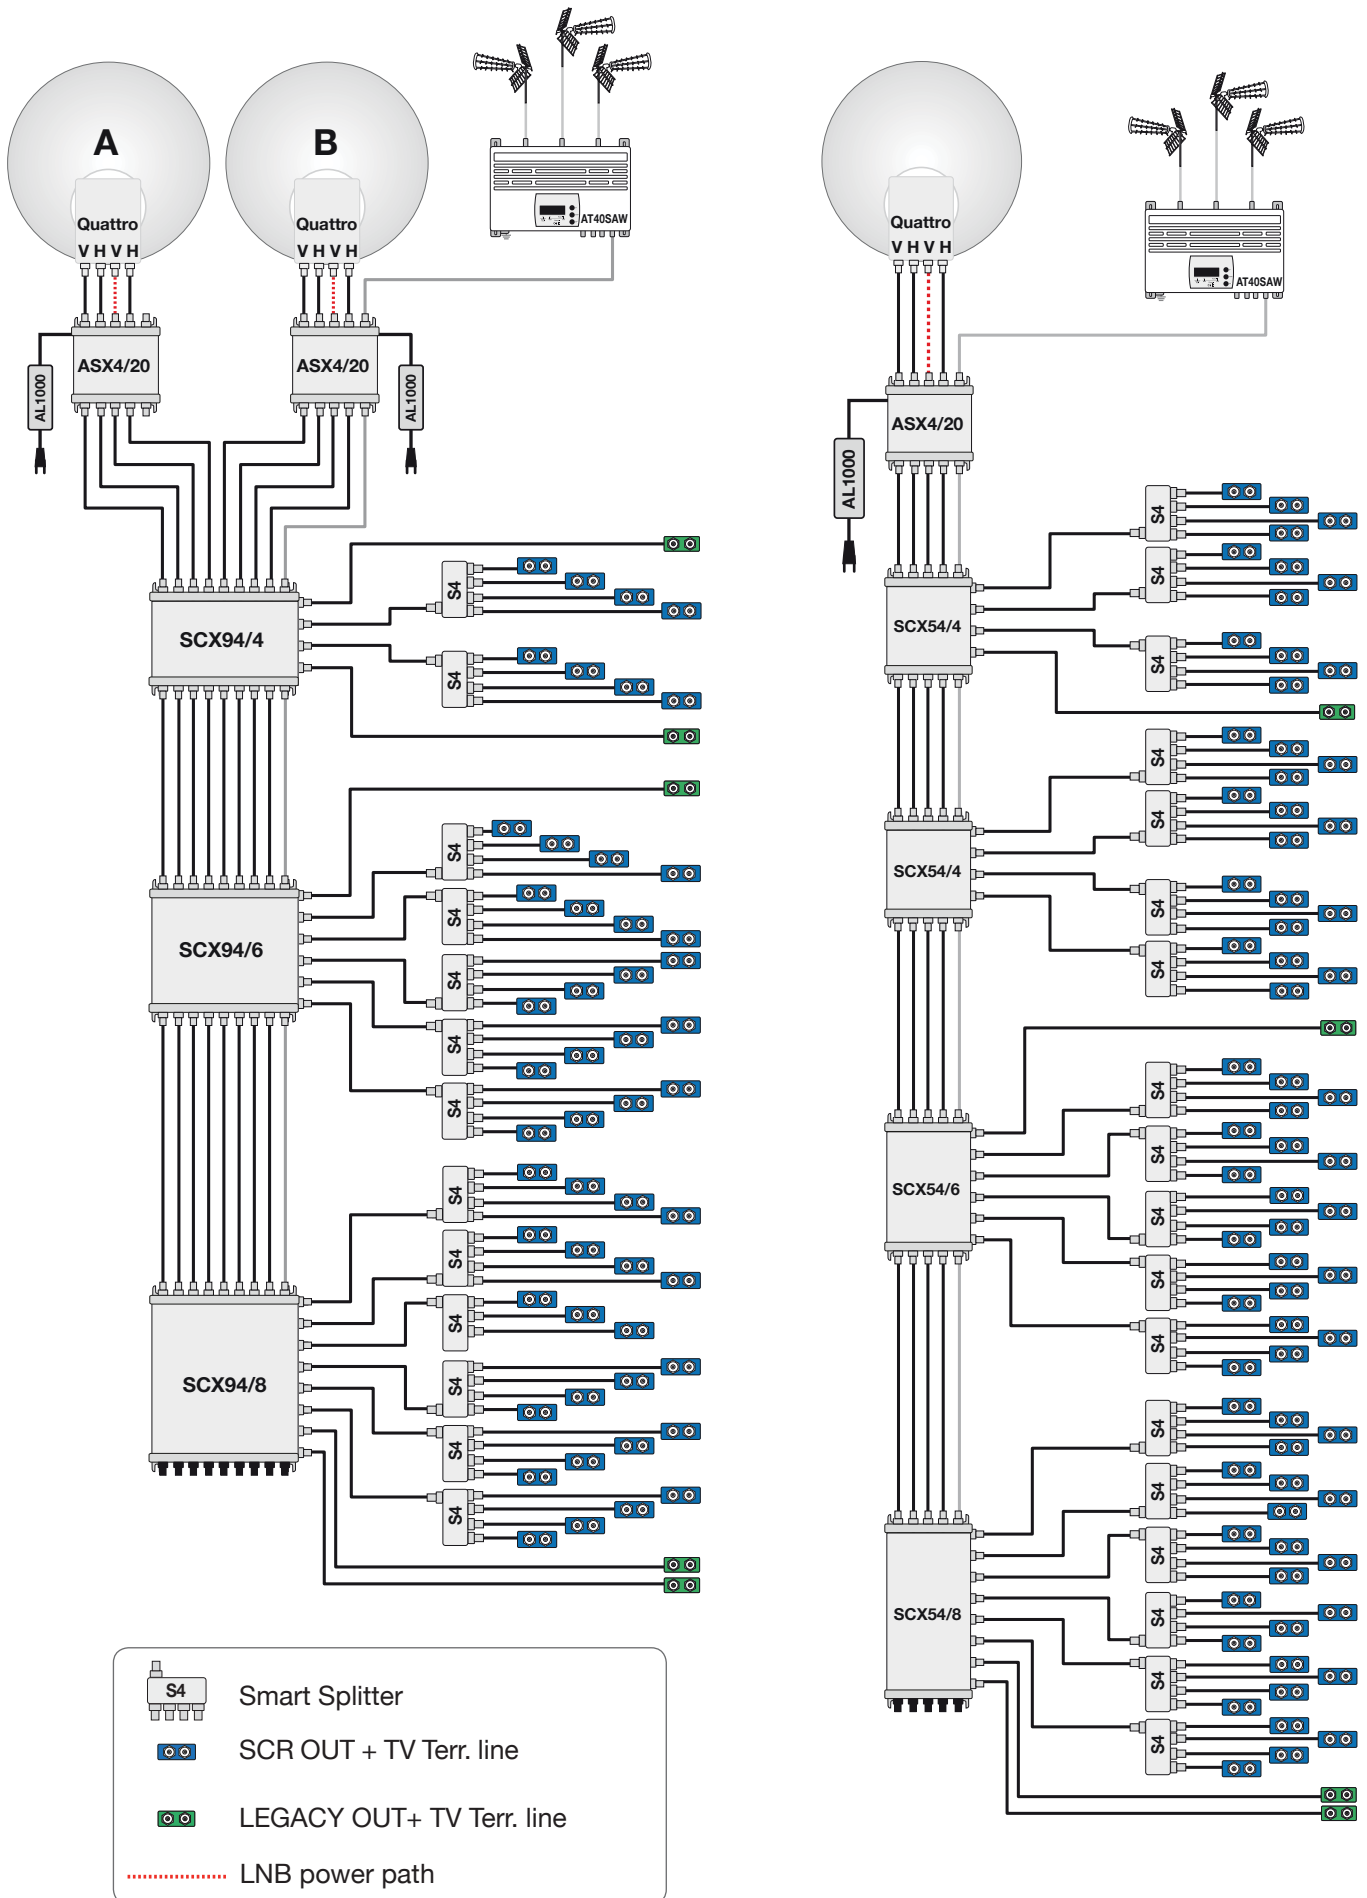 A
B
Quattro
V H V H
Quattro
V H V H
AT40SAW
ASX4/20
ASX4/20
AL1000
AL1000
SCX94/4
S4
S4
SCX94/6
S4
S4
S4
S4
S4
SCX94/8
S4
S4
S4
S4
S4
S4
Quattro
V H V H
AT40SAW
ASX4/20
AL1000
SCX54/4
S4
S4
S4
SCX54/4
S4
S4
S4
S4
SCX54/6
S4
S4
S4
S4
S4
SCX54/8
S4
S4
S4
S4
S4
S4
S4
Smart Splitter
SCR OUT + TV Terr. line
LEGACY OUT+ TV Terr. line
LNB power path